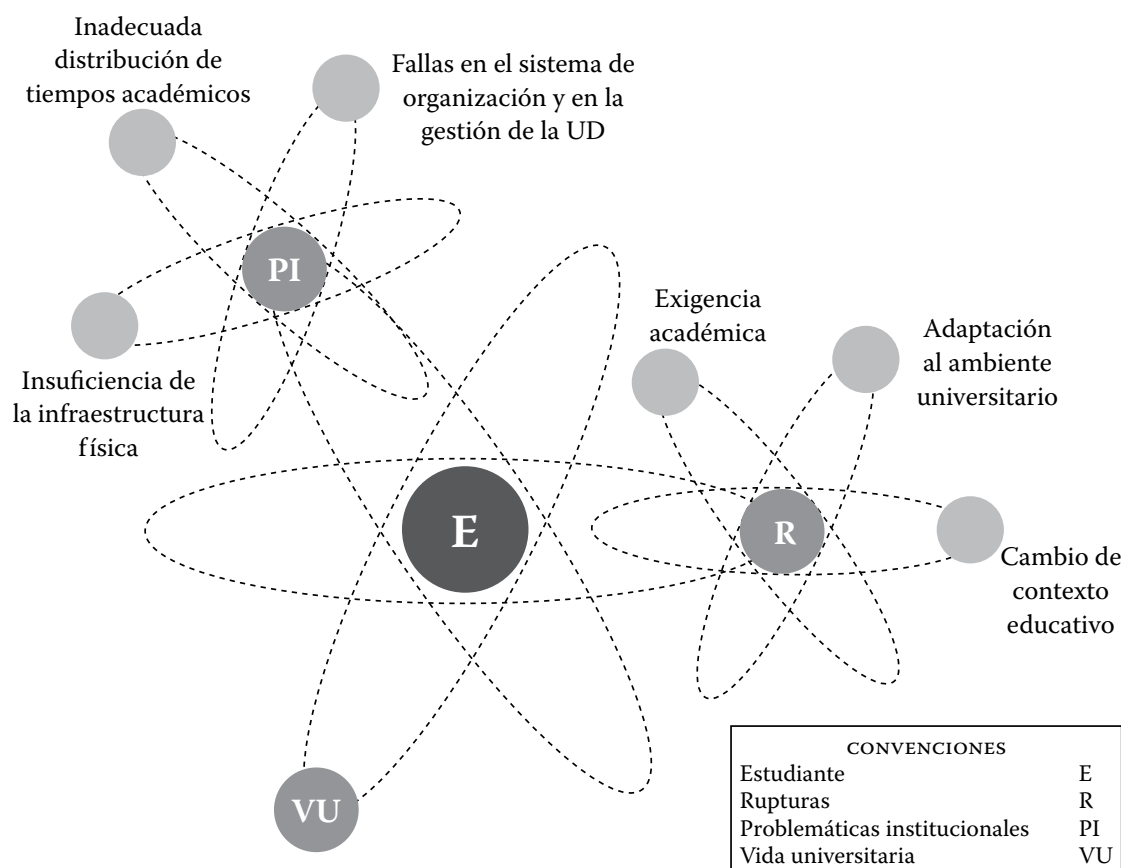 Inadecuada
distribución de
tiempos académicos
Fallas en el sistema de
organización y en la
gestión de la UD
PI
Insuficiencia de
la infraestructura
física
Exigencia
académica
Adaptación
al ambiente
universitario
E
R
Cambio de
contexto
educativo
VU
CONVENCIONES
Estudiante E
Rupturas R
Problemáticas institucionales PI
Vida universitaria VU